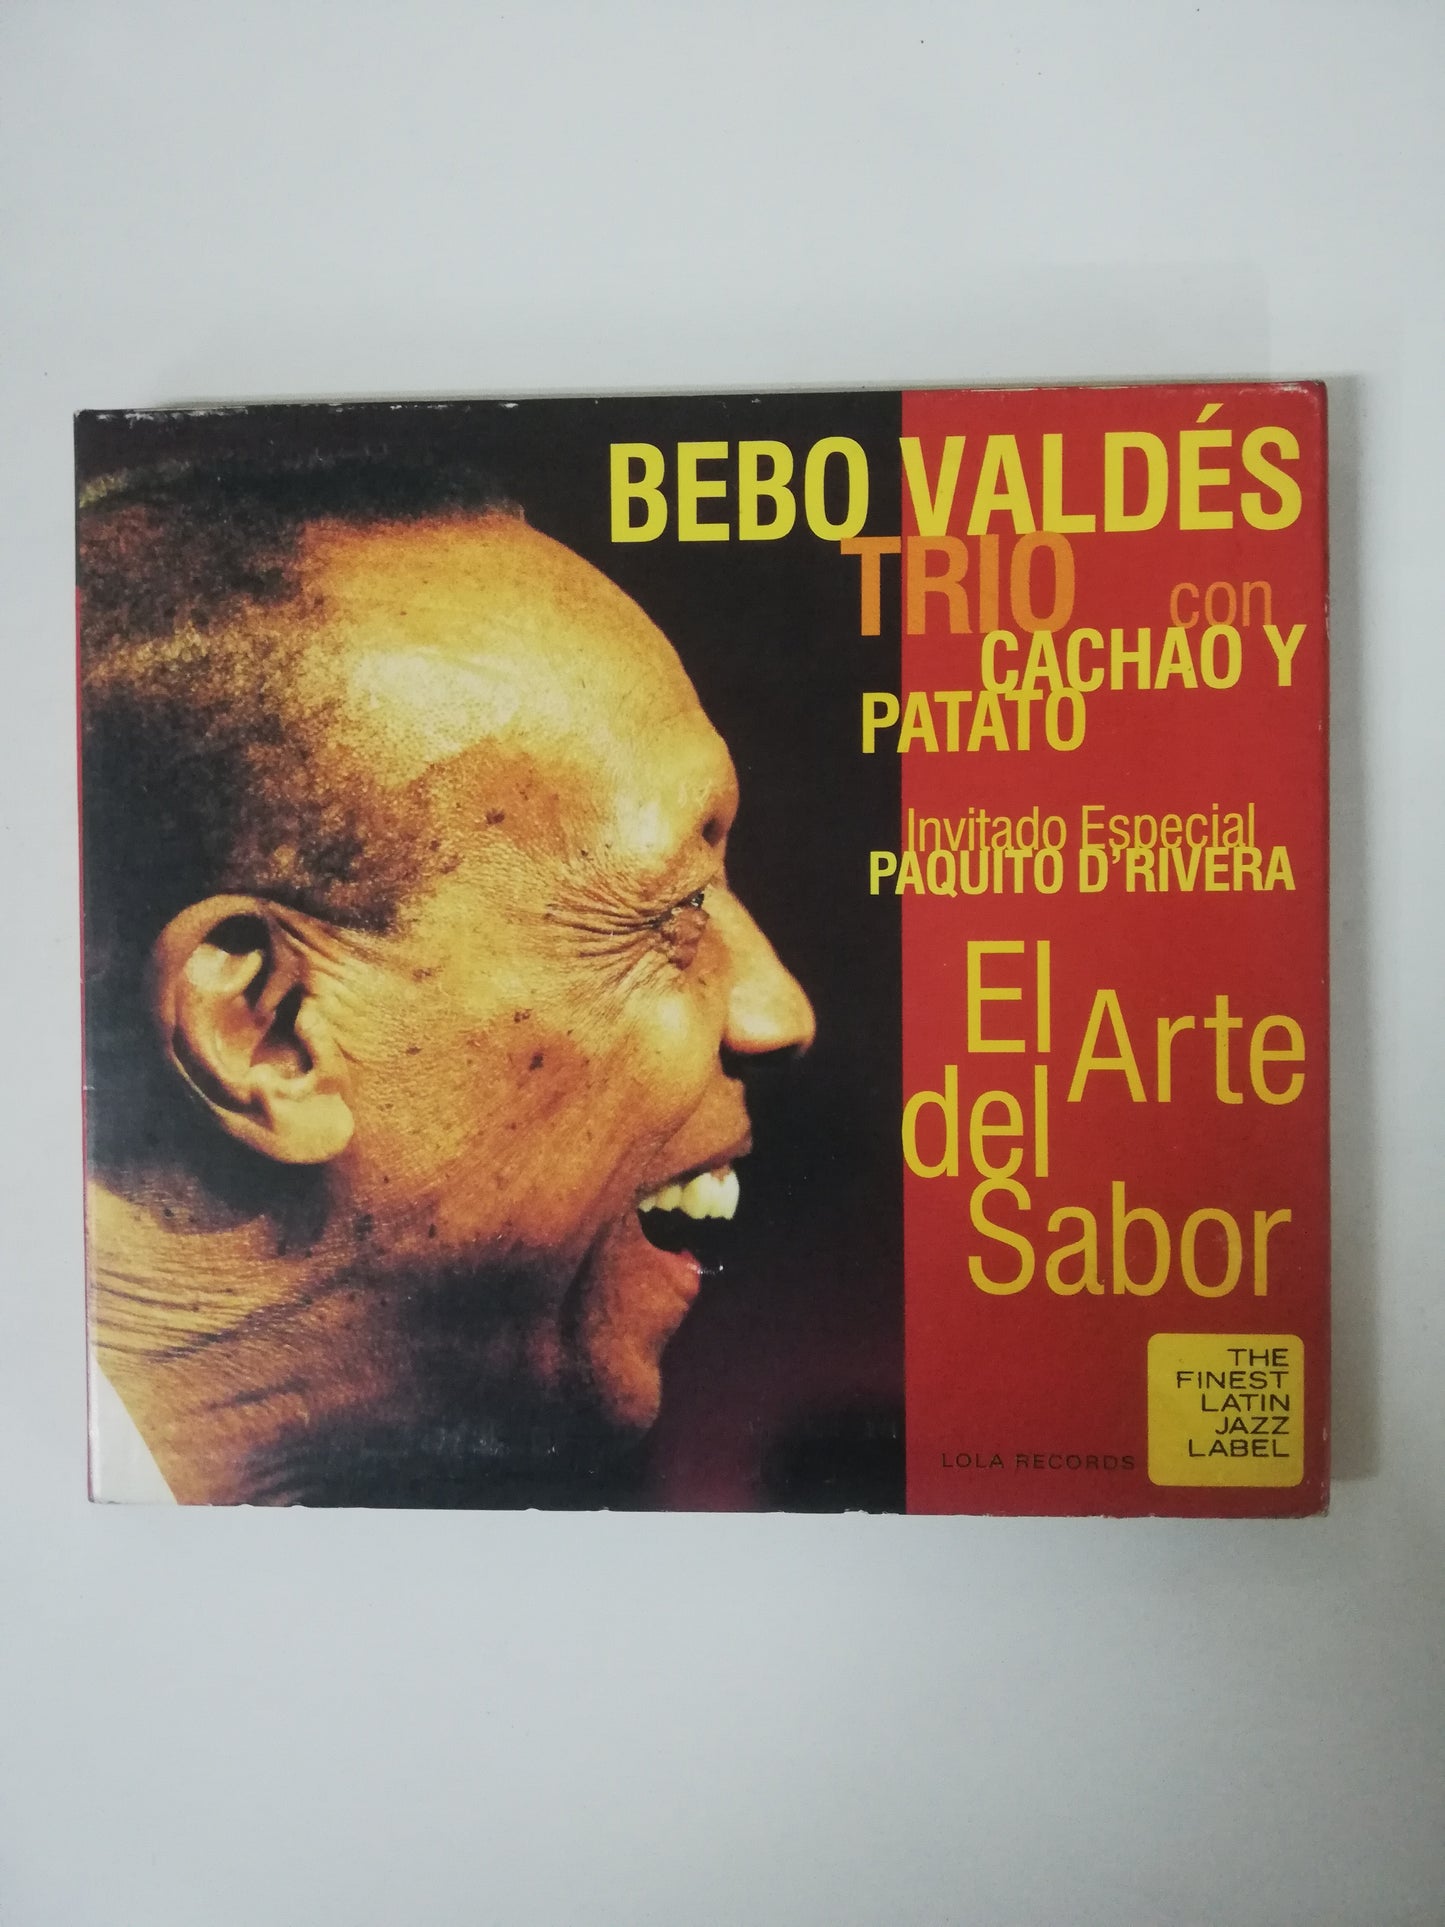 BEBO VALDÉS
TRIO con
CACHAO Y
PATATO
Invitado Especial
PAQUITO D'RIVERA
El Arte
del
Sabor
THE
FINEST
LATIN
JAZZ
LABEL
LOLA RECORDS